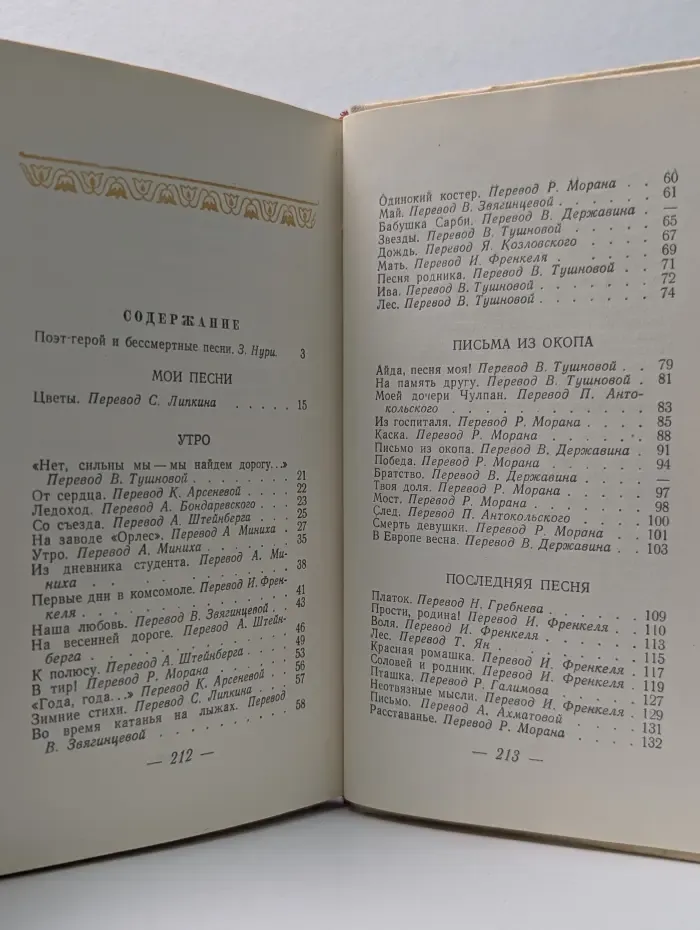 СОДЕРЖАНИЕ
Поэт-герой и бессмертные песни. З. Нури. 3
МОИ ПЕСНИ
Цветы. Перевод С. Липкина . . . . . 15
УТРО
«Нет, сильны мы — мы найдем дорогу...»
Перевод В. Тушновой . . . . . . 21
От сердца. Перевод К. Арсеневой . . . . 22
Ледоход. Перевод А. Бондаревского . . . 23
Со съезда. Перевод А. Штейнберга . . . 25
На заводе «Орлес». Перевод А. Миниха . . 27
Утро. Перевод А. Миниха . . . . . . 35
Из дневника студента. Перевод А. Ми-
ниха . . . . . . . . . . 38
Первые дни в комсомоле. Перевод И. Френ-
келя . . . . . . . . . . 41
Наша любовь. Перевод В. Звягинцевой . . 43
На весенней дороге. Перевод А. Штейн-
берга . . . . . . . . . . 46
К полюсу. Перевод А. Штейнберга . . . . 49
В тир! Перевод Р. Морана . . . . . . 53
«Года, года...» Перевод К. Арсеневой . . . 56
Зимние стихи. Перевод С. Липкина . . . . 57
Во время катанья на лыжах. Перевод
В. Звягинцевой . . . . . . . . 58
— 212 —
Одинокий костер. Перевод Р. Морана . . 60
Май. Перевод В. Звягинцевой . . . . 61
Бабушка Сарби. Перевод В. Державина . —
Звезды. Перевод В. Тушновой . . . . . 65
Дождь. Перевод Я. Козловского . . . . 67
Мать. Перевод И. Френкеля . . . . . 69
Песня родника. Перевод В. Тушновой . . 71
Ива. Перевод В. Тушновой . . . . . . 72
Лес. Перевод В. Тушновой . . . . . . 74
ПИСЬМА ИЗ ОКОПА
Айда, песня моя! Перевод В. Тушновой . . 79
На память другу. Перевод В. Тушновой . 81
Моей дочери Чулпан. Перевод П. Анто-
кольского . . . . . . . . . . 83
Из госпиталя. Перевод Р. Морана . . . . 85
Каска. Перевод Р. Морана . . . . . . 88
Письмо из окопа. Перевод В. Державина . 91
Победа. Перевод Р. Морана . . . . . 94
Братство. Перевод В. Державина . . . . —
Твоя доля. Перевод Р. Морана . . . . 97
Мост. Перевод Р. Морана . . . . . . 98
След. Перевод П. Антокольского . . . . 100
Смерть девушки. Перевод Р. Морана . . . 101
В Европе весна. Перевод В. Державина . . 103
ПОСЛЕДНЯЯ ПЕСНЯ
Платок. Перевод Н. Гребнева . . . . . 109
Прости, родина! Перевод И. Френкеля . . 110
Воля. Перевод И. Френкеля . . . . . 113
Лес. Перевод Т. Ян . . . . . . . 115
Красная ромашка. Перевод И. Френкеля . 117
Соловей и родник. Перевод И. Френкеля . 119
Пташка. Перевод Р. Галимова . . . . . 127
Неотвязные мысли. Перевод И. Френкеля . 129
Письмо. Перевод А. Ахматовой . . . . 131
Расставанье. Перевод Р. Морана . . . . 132
— 213 —